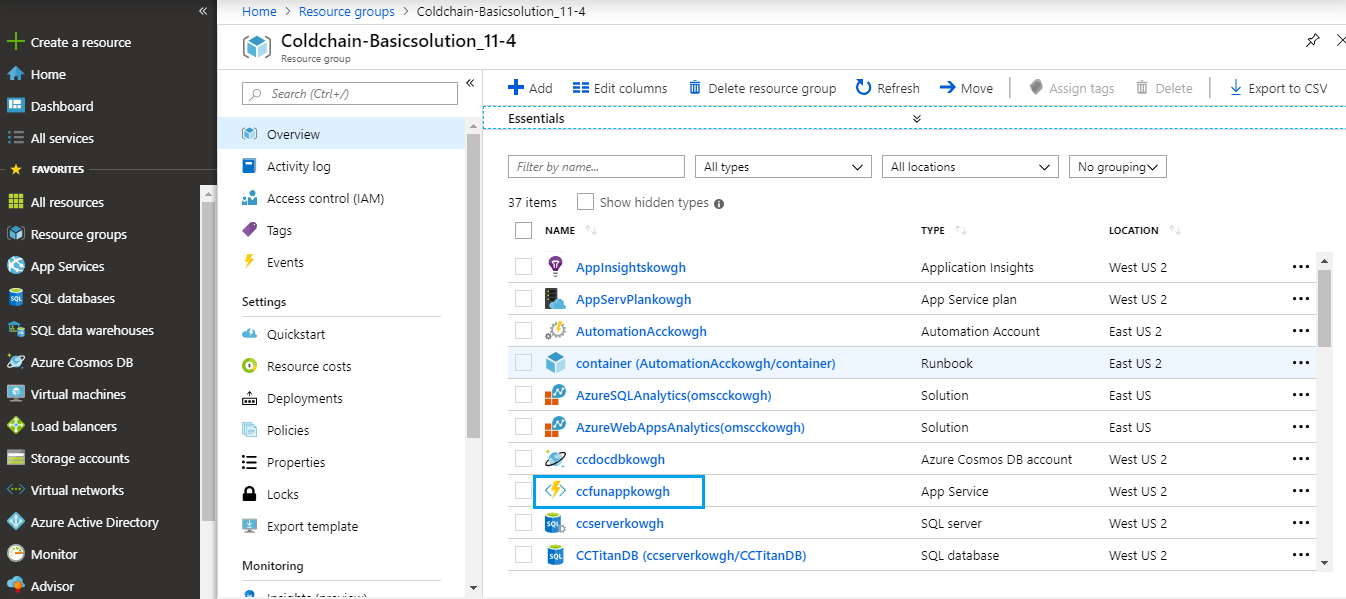 Create a resource
Home
Dashboard
All services
FAVORITES
All resources
Resource groups
App Services
SQL databases
SQL data warehouses
Azure Cosmos DB
Virtual machines
Load balancers
Storage accounts
Virtual networks
Azure Active Directory
Monitor
Advisor
Home > Resource groups > Coldchain-Basicsolution_11-4
Coldchain-Basicsolution_11-4
Resource group
Search (Ctrl+/)
Overview
Activity log
Access control (IAM)
Tags
Events
Settings
Quickstart
Resource costs
Deployments
Policies
Properties
Locks
Export template
Monitoring
Insights (preview)
Add Edit columns Delete resource group Refresh Move Assign tags Delete Export to CSV
Essentials
Filter by name... All types All locations No grouping
37 items Show hidden types
NAME TYPE LOCATION
AppInsightskowgh Application Insights West US 2
AppServPlankowgh App Service plan West US 2
AutomationAcckowgh Automation Account East US 2
container (AutomationAcckowgh/container) Runbook East US 2
AzureSQLAnalytics(omscckowgh) Solution East US
AzureWebAppsAnalytics(omscckowgh) Solution East US
ccdocdbkowgh Azure Cosmos DB account West US 2
ccfunappkowgh App Service West US 2
ccserverkowgh SQL server West US 2
CCTitanDB (ccserverkowgh/CCTitanDB) SQL database West US 2